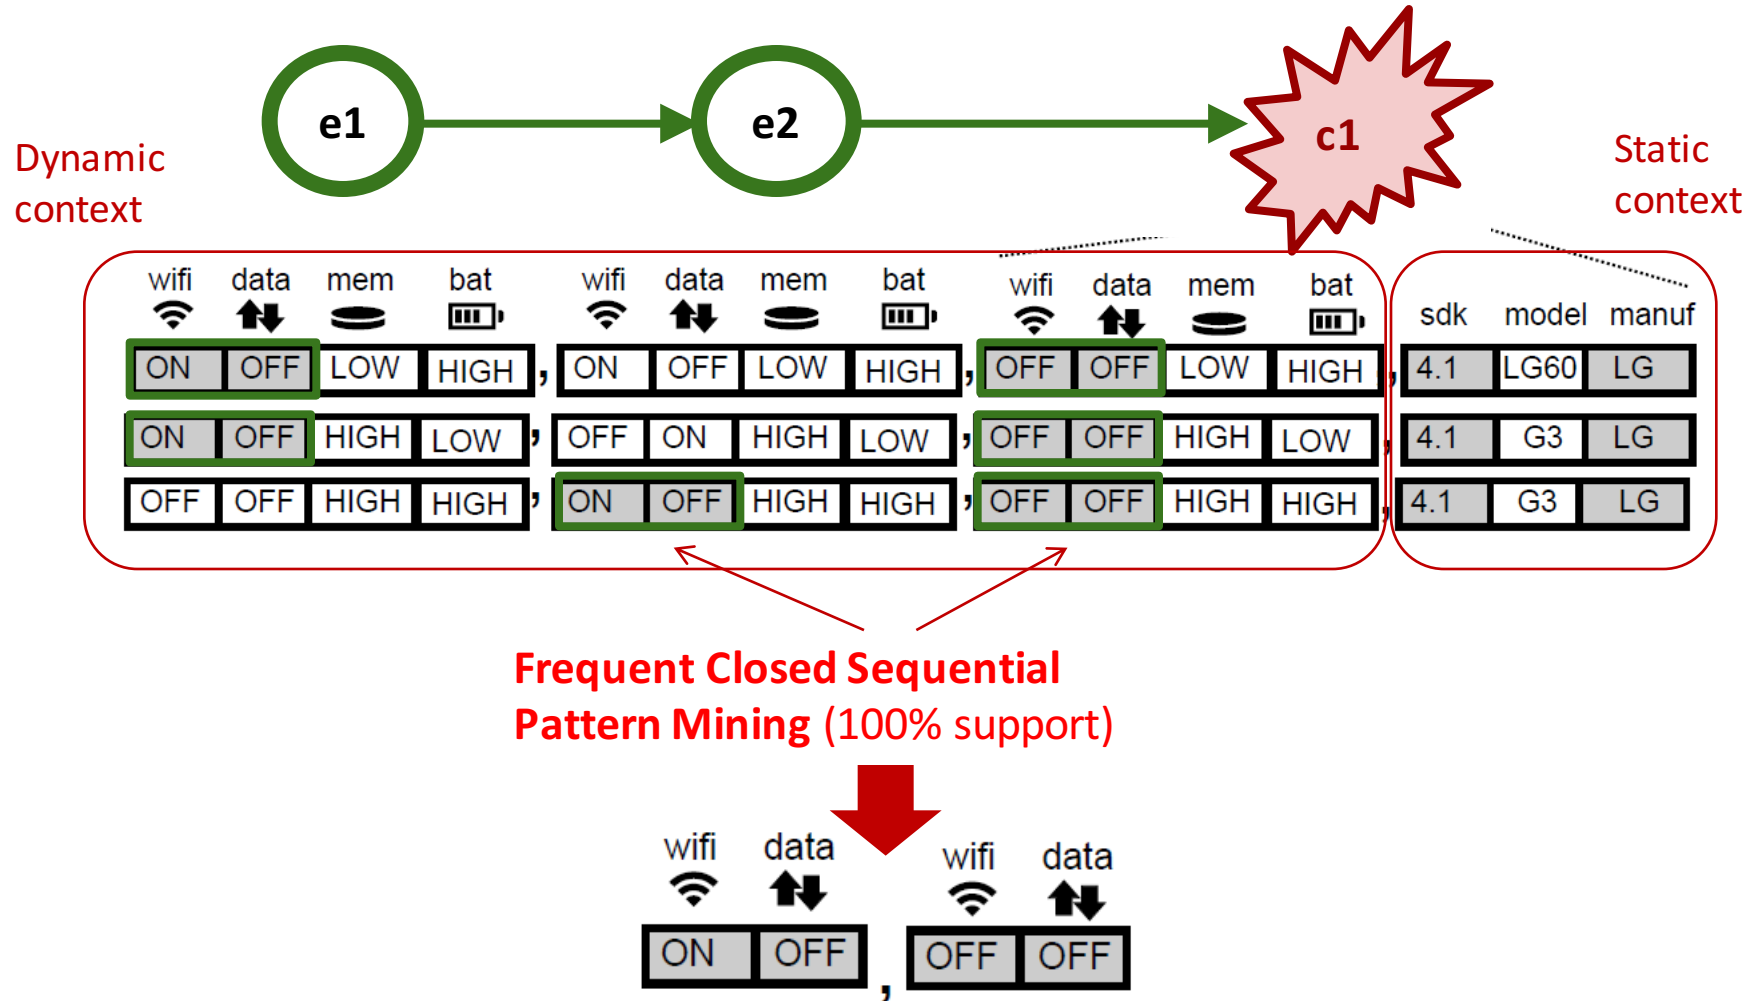 e1 e2 c1
Dynamic
context
Static
context
wifi data mem bat wifi data mem bat wifi data mem bat sdk model manuf
ON OFF LOW HIGH , ON OFF LOW HIGH , OFF OFF LOW HIGH , 4.1 LG60 LG
ON OFF HIGH LOW , OFF ON HIGH LOW , OFF OFF HIGH LOW , 4.1 G3 LG
OFF OFF HIGH HIGH , ON OFF HIGH HIGH , OFF OFF HIGH HIGH , 4.1 G3 LG
Frequent Closed Sequential
Pattern Mining (100% support)
wifi data wifi data
ON OFF , OFF OFF